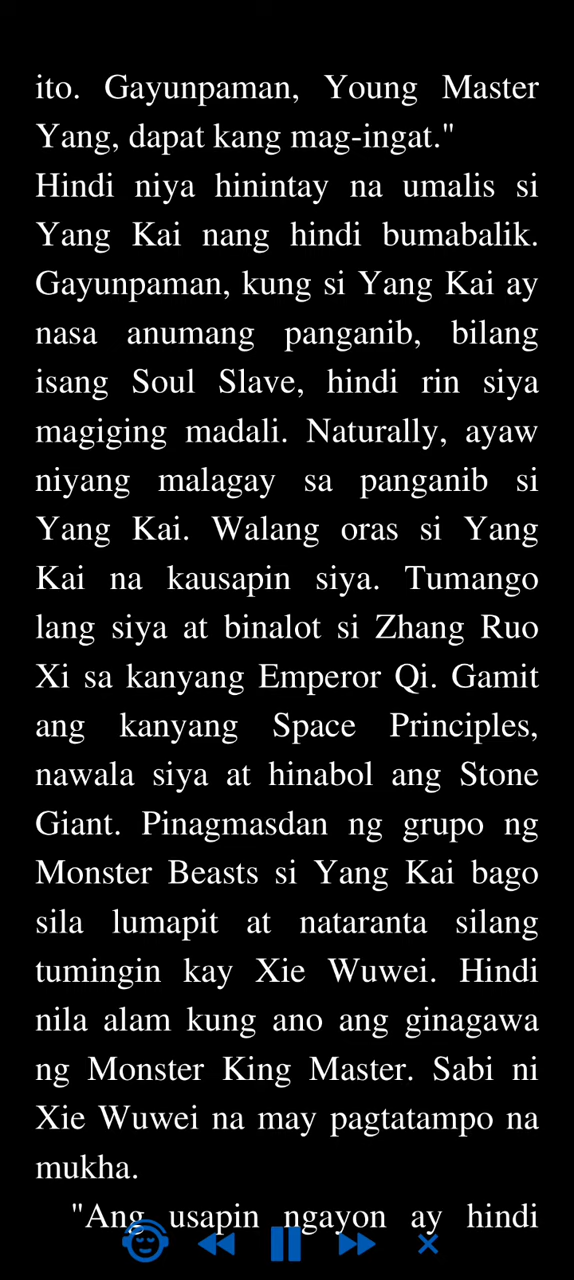 ito. Gayunpaman, Young Master
Yang, dapat kang mag-ingat."
Hindi niya hinintay na umalis si
Yang Kai nang hindi bumabalik.
Gayunpaman, kung si Yang Kai ay
nasa anumang panganib, bilang
isang Soul Slave, hindi rin siya
magiging madali. Naturally, ayaw
niyang malagay sa panganib si
Yang Kai. Walang oras si Yang
Kai na kausapin siya. Tumango
lang siya at binalot si Zhang Ruo
Xi sa kanyang Emperor Qi. Gamit
ang kanyang Space Principles,
nawala siya at hinabol ang Stone
Giant. Pinagmasdan ng grupo ng
Monster Beasts si Yang Kai bago
sila lumapit at nataranta silang
tumingin kay Xie Wuwei. Hindi
nila alam kung ano ang ginagawa
ng Monster King Master. Sabi ni
Xie Wuwei na may pagtatampo na
mukha.
"Ang usapin ngayon ay hindi